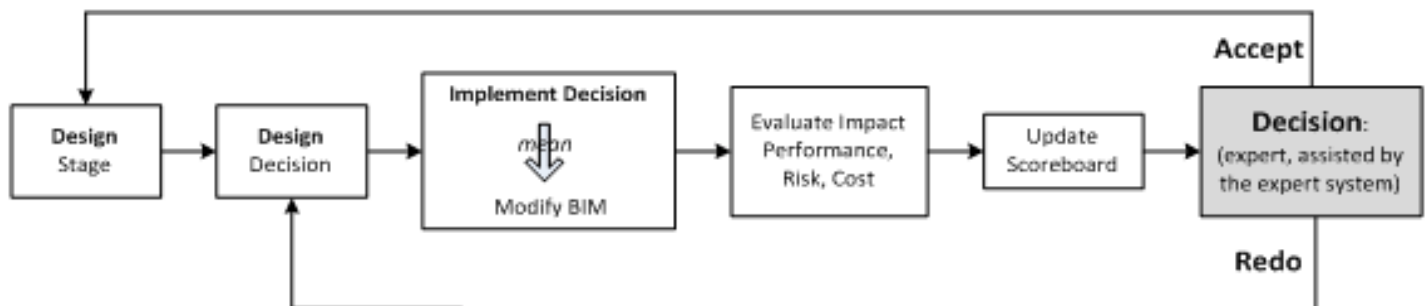 Accept
Design
Stage
Design
Decision
Implement Decision
mean
Modify BIM
Evaluate Impact
Performance,
Risk, Cost
Update
Scoreboard
Decision:
(expert, assisted by
the expert system)
Redo